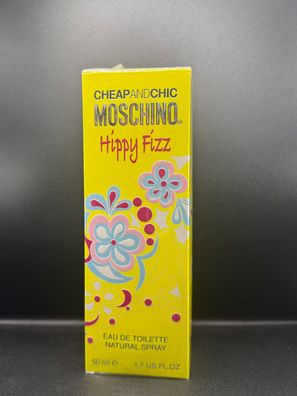 CHEAPANDCHIC
MOSCHINO
Hippy Fizz
EAU DE TOILETTE
NATURAL SPRAY
50 ml ℮ 1.7 US FL.OZ